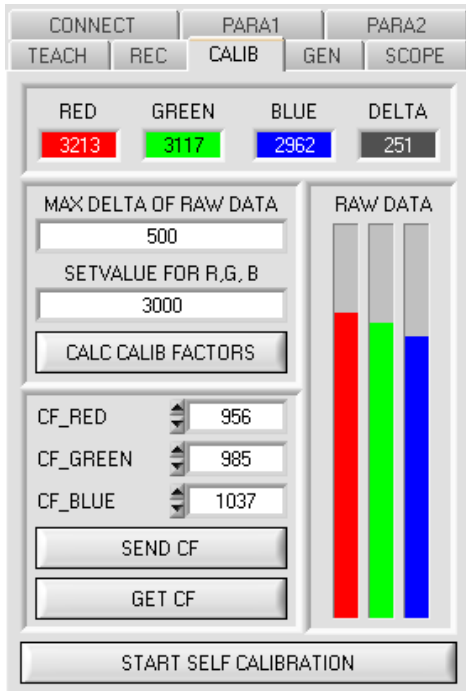 CONNECT PARA1 PARA2
TEACH REC CALIB GEN SCOPE
RED GREEN BLUE DELTA
3213 3117 2962 251
MAX DELTA OF RAW DATA
500
SETVALUE FOR R,G, B
3000
CALC CALIB FACTORS
RAW DATA
CF_RED 956
CF_GREEN 985
CF_BLUE 1037
SEND CF
GET CF
START SELF CALIBRATION